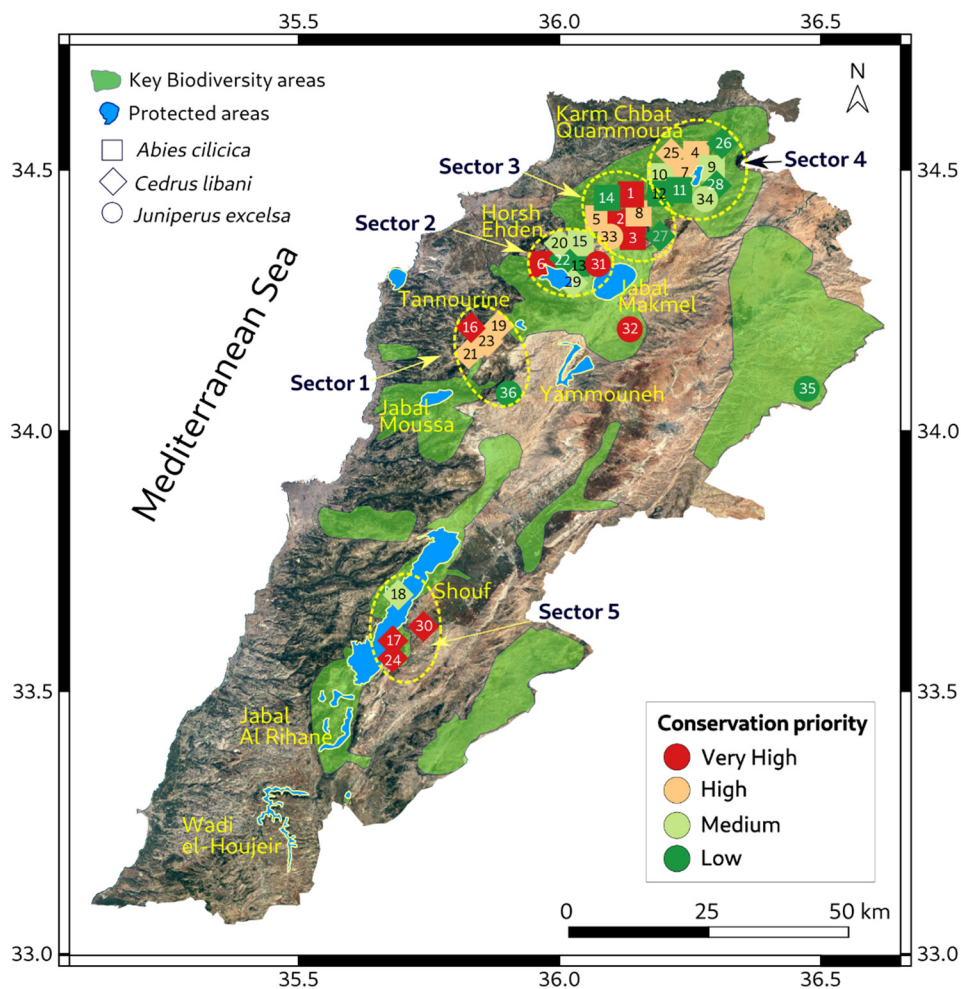 35.5 36.0 36.5
Key Biodiversity areas
Protected areas
Abies cilicica
Cedrus libani
Juniperus excelsa
N
Karm Chbat
Quammouaa
Sector 4
Sector 3
Sector 2
Horsh
Ehden
34.5 34.5
25 4 26
10 7 9
14 1 12 11 28
5 2 8 34
33 3 27
20 15
6 22 13 31
29
Jabal
Makmel
Tannourine
16 19
23
21
32
Sector 1
36
Yammouneh
35
Jabal
Moussa
34.0 34.0
Mediterranean Sea
18
Shouf
Sector 5
30
17
24
33.5 33.5
Jabal
Al Rihane
Wadi
el-Houjeir
Conservation priority
Very High
High
Medium
Low
0 25 50 km
33.0 33.0
35.5 36.0 36.5